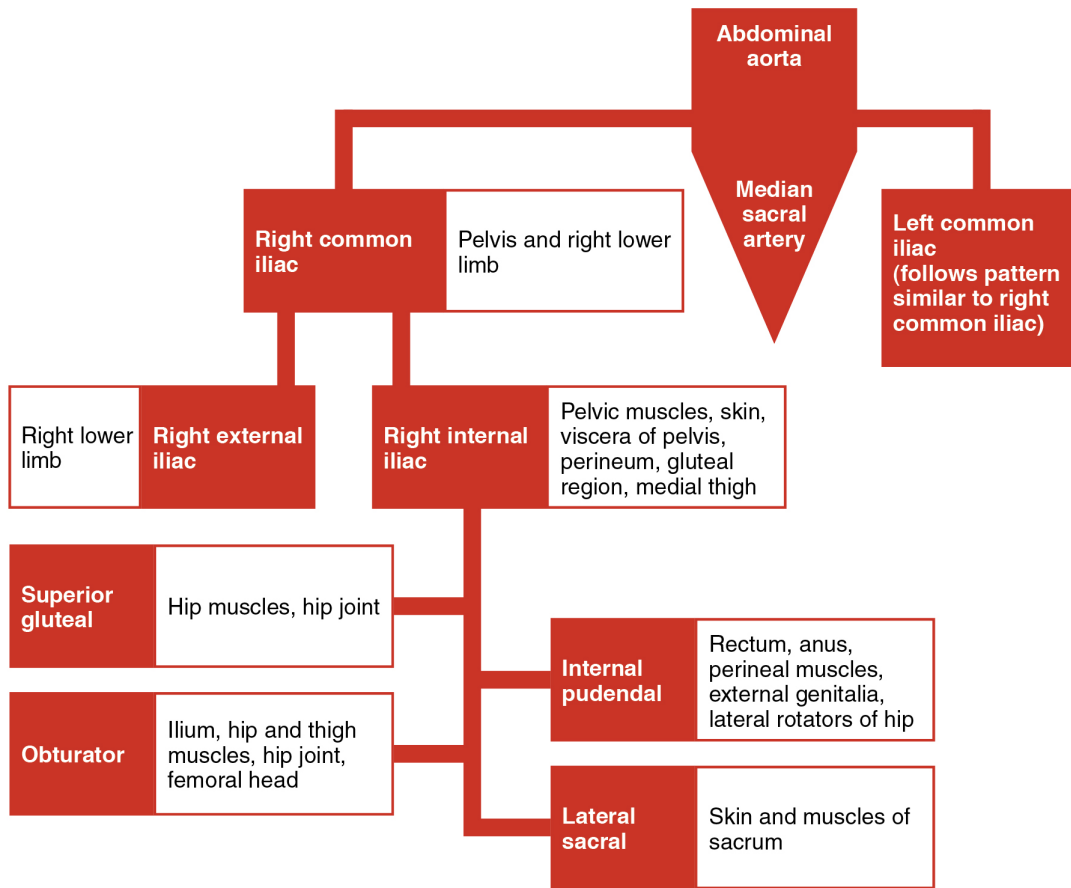 Abdominal
aorta
Median
sacral
artery
Right common
iliac
Pelvis and right lower
limb
Left common
iliac
(follows pattern
similar to right
common iliac)
Right lower
limb
Right external
iliac
Right internal
iliac
Pelvic muscles, skin,
viscera of pelvis,
perineum, gluteal
region, medial thigh
Superior
gluteal
Hip muscles, hip joint
Internal
pudendal
Rectum, anus,
perineal muscles,
external genitalia,
lateral rotators of hip
Obturator
Ilium, hip and thigh
muscles, hip joint,
femoral head
Lateral
sacral
Skin and muscles of
sacrum